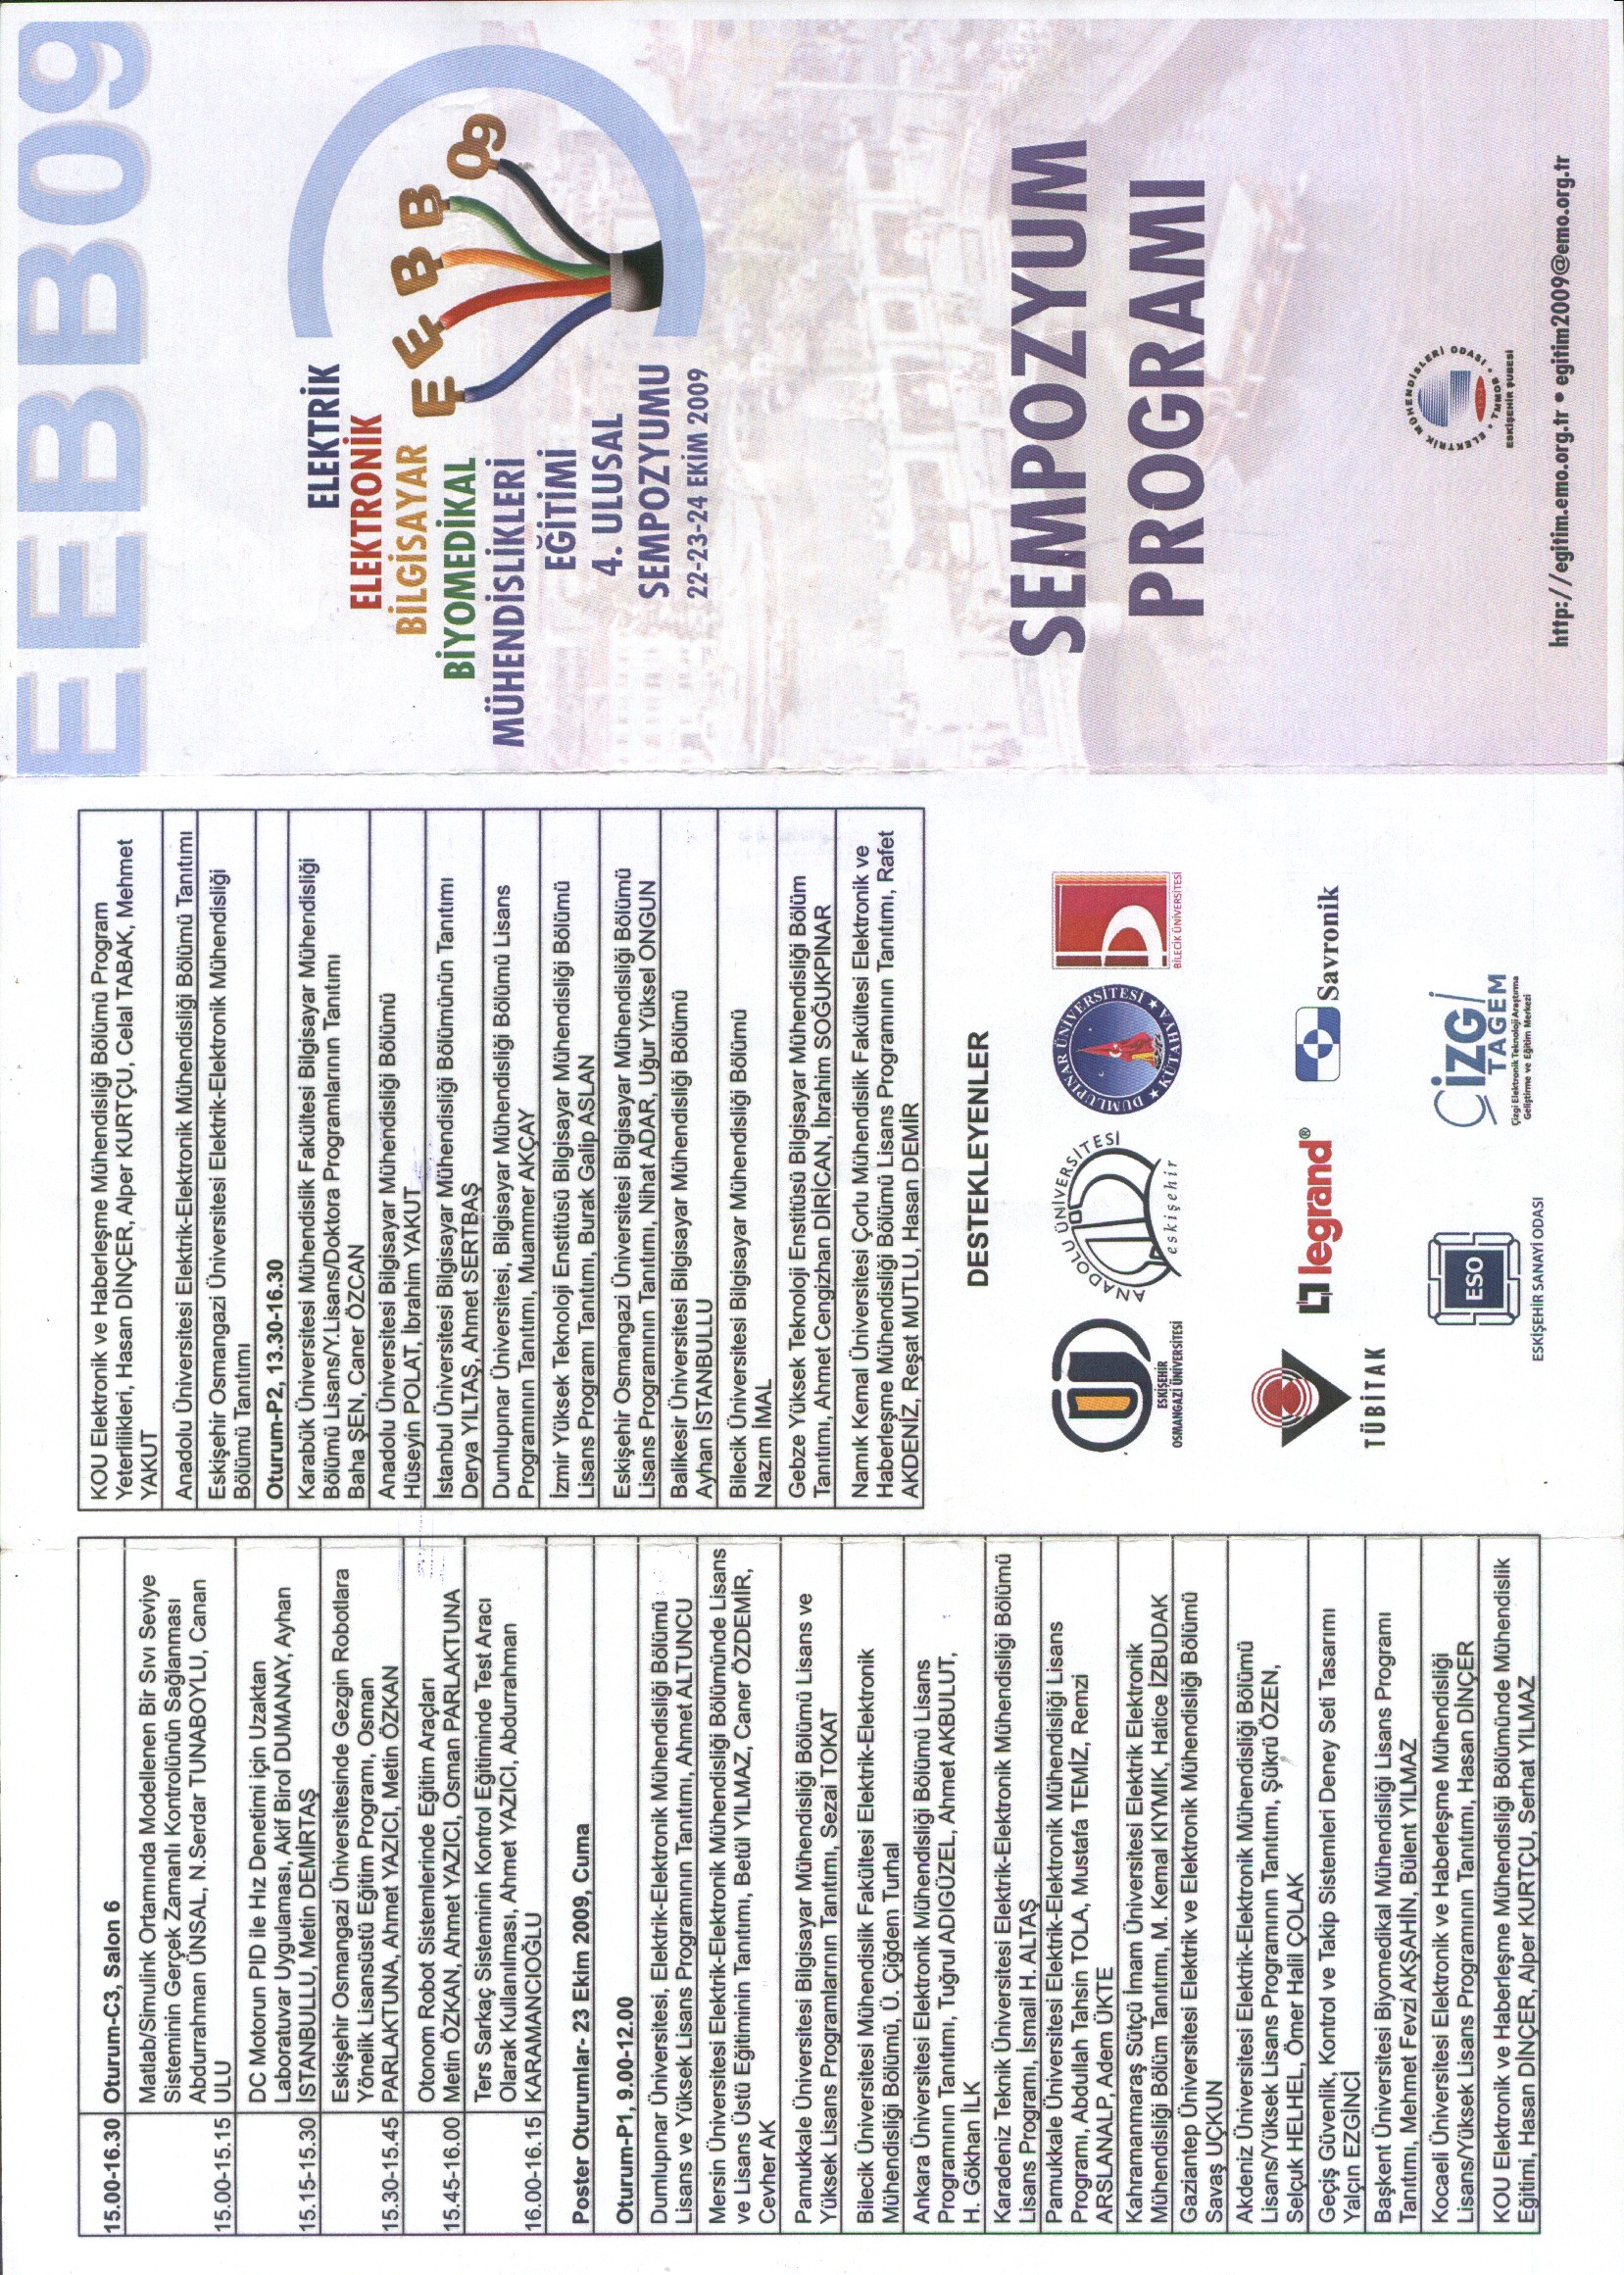 15.00-16.30 Oturum-C3, Salon 6
Matlab/Simulink Ortamında Modellenen Bir Sıvı Seviye
Sisteminin Gerçek Zamanlı Kontrolünün Sağlanması
Abdurrahman ÜNSAL, N.Serdar TUNABOYLU, Canan
15.00-15.15 ULU
DC Motorun PID ile Hız Denetimi için Uzaktan
Laboratuvar Uygulaması, Akif Birol DUMANAY, Ayhan
15.15-15.30 İSTANBULLU, Metin DEMİRTAŞ
Eskişehir Osmangazi Üniversitesinde Gezgin Robotlara
Yönelik Lisansüstü Eğitim Programı, Osman
15.30-15.45 PARLAKTUNA, Ahmet YAZICI, Metin ÖZKAN
Otonom Robot Sistemlerinde Eğitim Araçları
15.45-16.00 Metin ÖZKAN, Ahmet YAZICI, Osman PARLAKTUNA
Ters Sarkaç Sisteminin Kontrol Eğitiminde Test Aracı
Olarak Kullanılması, Ahmet YAZICI, Abdurrahman
16.00-16.15 KARAMANCIOĞLU
Poster Oturumlar- 23 Ekim 2009, Cuma
Oturum-P1, 9.00-12.00
Dumlupınar Üniversitesi, Elektrik-Elektronik Mühendisliği Bölümü
Lisans ve Yüksek Lisans Programının Tanıtımı, Ahmet ALTUNCU
Mersin Üniversitesi Elektrik-Elektronik Mühendisliği Bölümünde Lisans
ve Lisans Üstü Eğitiminin Tanıtımı, Betül YILMAZ, Caner ÖZDEMİR,
Cevher AK
Pamukkale Üniversitesi Bilgisayar Mühendisliği Bölümü Lisans ve
Yüksek Lisans Programlarının Tanıtımı, Sezai TOKAT
Bilecik Üniversitesi Mühendislik Fakültesi Elektrik-Elektronik
Mühendisliği Bölümü, Ü. Çiğdem Turhal
Ankara Üniversitesi Elektronik Mühendisliği Bölümü Lisans
Programının Tanıtımı, Tuğrul ADIGÜZEL, Ahmet AKBULUT,
H. Gökhan İLK
Karadeniz Teknik Üniversitesi Elektrik-Elektronik Mühendisliği Bölümü
Lisans Programı, İsmail H. ALTAŞ
Pamukkale Üniversitesi Elektrik-Elektronik Mühendisliği Lisans
Programı, Abdullah Tahsin TOLA, Mustafa TEMİZ, Remzi
ARSLANALP, Adem ÜKTE
Kahramanmaraş Sütçü İmam Üniversitesi Elektrik Elektronik
Mühendisliği Bölüm Tanıtımı, M. Kemal KIYMIK, Hatice İZBUDAK
Gaziantep Üniversitesi Elektrik ve Elektronik Mühendisliği Bölümü
Savaş UÇKUN
Akdeniz Üniversitesi Elektrik-Elektronik Mühendisliği Bölümü
Lisans/Yüksek Lisans Programının Tanıtımı, Şükrü ÖZEN,
Selçuk HELHEL, Ömer Halil ÇOLAK
Geçiş Güvenlik, Kontrol ve Takip Sistemleri Deney Seti Tasarımı
Yalçın EZGİNCİ
Başkent Üniversitesi Biyomedikal Mühendisliği Lisans Programı
Tanıtımı, Mehmet Fevzi AKŞAHİN, Bülent YILMAZ
Kocaeli Üniversitesi Elektronik ve Haberleşme Mühendisliği
Lisans/Yüksek Lisans Programının Tanıtımı, Hasan DİNÇER
KOU Elektronik ve Haberleşme Mühendisliği Bölümünde Mühendislik
Eğitimi, Hasan DİNÇER, Alper KURTÇU, Serhat YILMAZ
KOU Elektronik ve Haberleşme Mühendisliği Bölümü Program
Yeterlilikleri, Hasan DİNÇER, Alper KURTÇU, Celal TABAK, Mehmet
YAKUT
Anadolu Üniversitesi Elektrik-Elektronik Mühendisliği Bölümü Tanıtımı
Eskişehir Osmangazi Üniversitesi Elektrik-Elektronik Mühendisliği
Bölümü Tanıtımı
Oturum-P2, 13.30-16.30
Karabük Üniversitesi Mühendislik Fakültesi Bilgisayar Mühendisliği
Bölümü Lisans/Y.Lisans/Doktora Programlarının Tanıtımı
Baha ŞEN, Caner ÖZCAN
Anadolu Üniversitesi Bilgisayar Mühendisliği Bölümü
Hüseyin POLAT, İbrahim YAKUT
İstanbul Üniversitesi Bilgisayar Mühendisliği Bölümünün Tanıtımı
Derya YILTAŞ, Ahmet SERTBAŞ
Dumlupınar Üniversitesi, Bilgisayar Mühendisliği Bölümü Lisans
Programının Tanıtımı, Muammer AKÇAY
İzmir Yüksek Teknoloji Enstitüsü Bilgisayar Mühendisliği Bölümü
Lisans Programı Tanıtımı, Burak Galip ASLAN
Eskişehir Osmangazi Üniversitesi Bilgisayar Mühendisliği Bölümü
Lisans Programının Tanıtımı, Nihat ADAR, Uğur Yüksel ONGUN
Balikesir Üniversitesi Bilgisayar Mühendisliği Bölümü
Ayhan İSTANBULLU
Bilecik Üniversitesi Bilgisayar Mühendisliği Bölümü
Nazım İMAL
Gebze Yüksek Teknoloji Enstitüsü Bilgisayar Mühendisliği Bölüm
Tanıtımı, Ahmet Cengizhan DİRİCAN, İbrahim SOĞUKPINAR
Namık Kemal Üniversitesi Çorlu Mühendislik Fakültesi Elektronik ve
Haberleşme Mühendisliği Bölümü Lisans Programının Tanıtımı, Rafet
AKDENİZ, Reşat MUTLU, Hasan DEMİR
DESTEKLEYENLER
ESKİŞEHİR
OSMANGAZİ ÜNİVERSİTESİ
ANADOLU ÜNİVERSİTESİ
eskişehir
DUMLUPINAR ÜNİVERSİTESİ ★ KÜTAHYA ★
BİLECİK ÜNİVERSİTESİ
TÜBİTAK
legrand®
Savronik
ESO
ESKİŞEHİR SANAYİ ODASI
ÇİZGİ
TAGEM
Çizgi Elektronik Teknoloji Araştırma
Geliştirme ve Eğitim Merkezi
EEBB09
ELEKTRİK
ELEKTRONİK
BİLGİSAYAR
BİYOMEDİKAL
MÜHENDİSLİKLERİ
EĞİTİMİ
4. ULUSAL
SEMPOZYUMU
22-23-24 EKİM 2009
E E B B 09
SEMPOZYUM
PROGRAMI
ELEKTRİK MÜHENDİSLERİ ODASI • TMMOB •
1954
ESKİŞEHİR ŞUBESİ
http://egitim.emo.org.tr • egitim2009@emo.org.tr